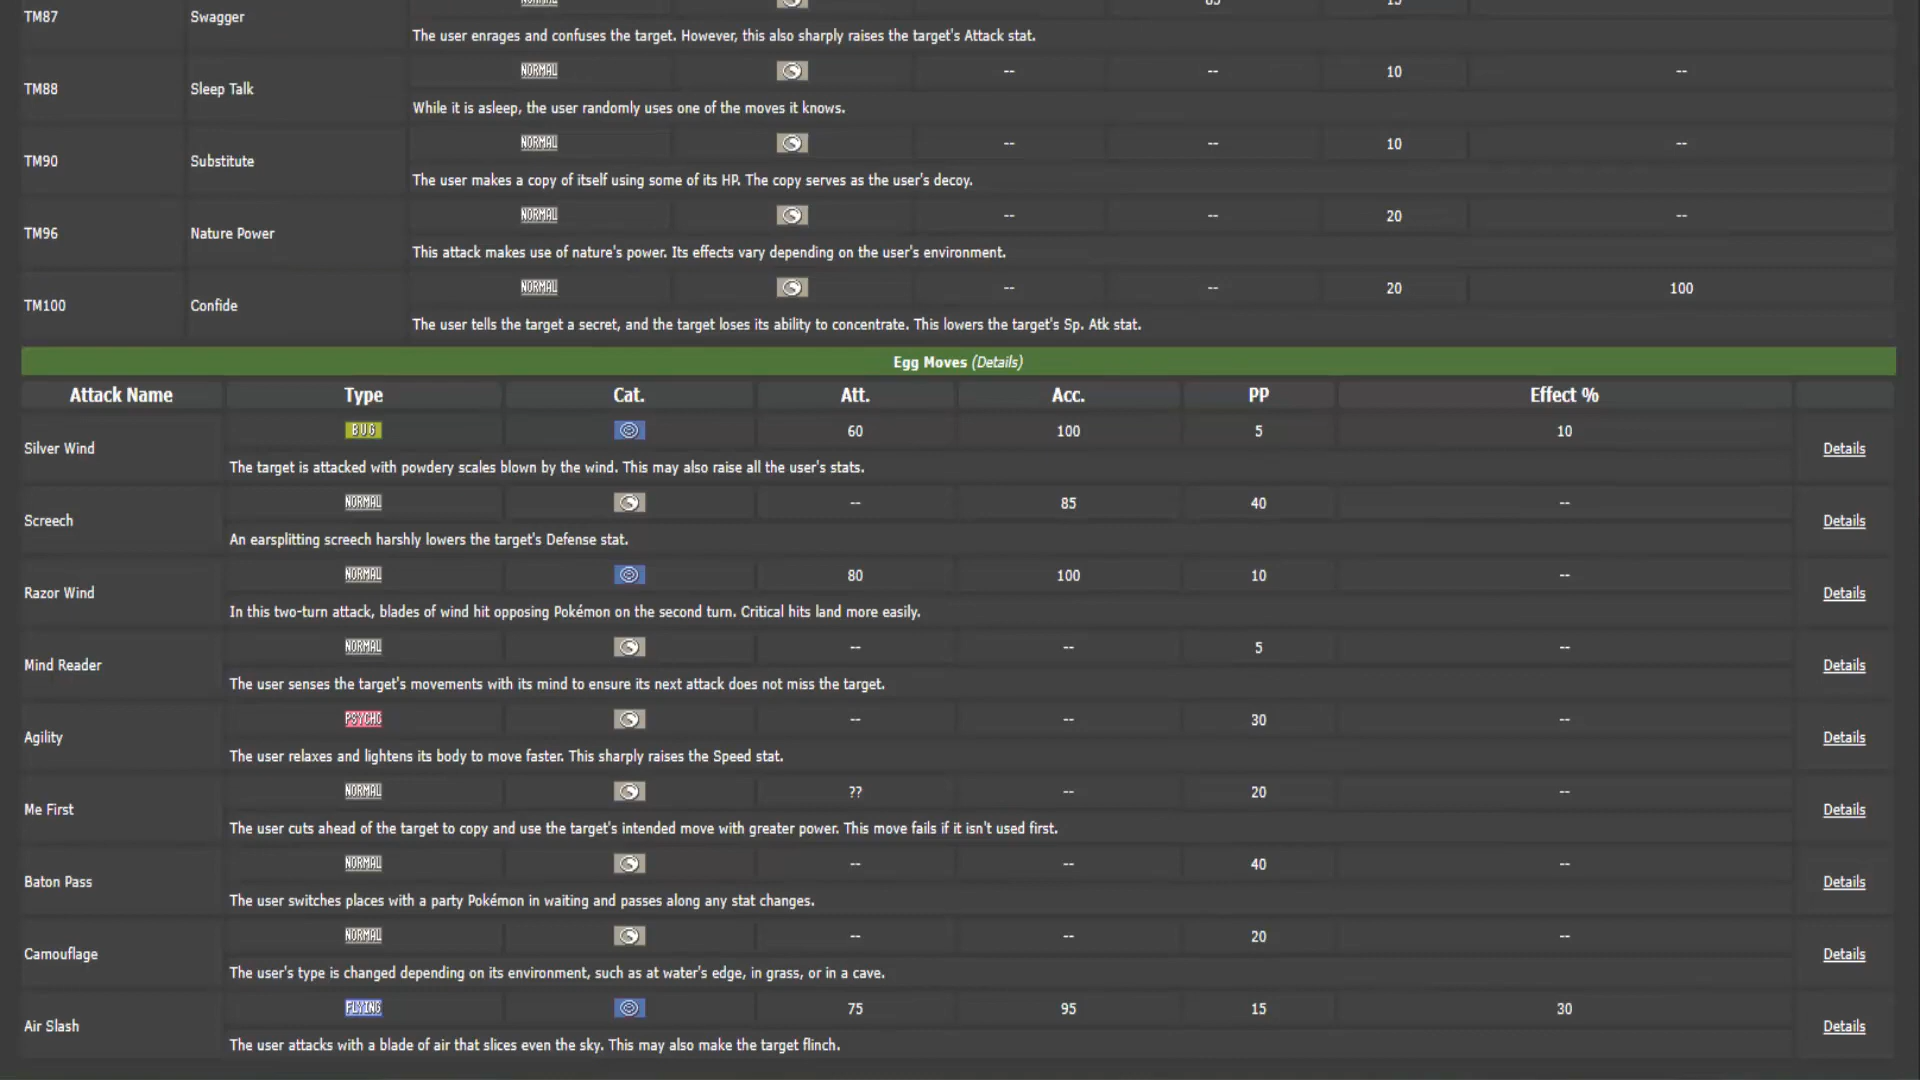 TM87 Swagger NORMAL 85 15
The user enrages and confuses the target. However, this also sharply raises the target's Attack stat.
TM88 Sleep Talk NORMAL -- -- 10 --
While it is asleep, the user randomly uses one of the moves it knows.
TM90 Substitute NORMAL -- -- 10 --
The user makes a copy of itself using some of its HP. The copy serves as the user's decoy.
TM96 Nature Power NORMAL -- -- 20 --
This attack makes use of nature's power. Its effects vary depending on the user's environment.
TM100 Confide NORMAL -- -- 20 100
The user tells the target a secret, and the target loses its ability to concentrate. This lowers the target's Sp. Atk stat.
Egg Moves (Details)
Attack Name Type Cat. Att. Acc. PP Effect %
Silver Wind BUG 60 100 5 10 Details
The target is attacked with powdery scales blown by the wind. This may also raise all the user's stats.
Screech NORMAL -- 85 40 -- Details
An earsplitting screech harshly lowers the target's Defense stat.
Razor Wind NORMAL 80 100 10 -- Details
In this two-turn attack, blades of wind hit opposing Pokémon on the second turn. Critical hits land more easily.
Mind Reader NORMAL -- -- 5 -- Details
The user senses the target's movements with its mind to ensure its next attack does not miss the target.
Agility PSYCHC -- -- 30 -- Details
The user relaxes and lightens its body to move faster. This sharply raises the Speed stat.
Me First NORMAL ?? -- 20 -- Details
The user cuts ahead of the target to copy and use the target's intended move with greater power. This move fails if it isn't used first.
Baton Pass NORMAL -- -- 40 -- Details
The user switches places with a party Pokémon in waiting and passes along any stat changes.
Camouflage NORMAL -- -- 20 -- Details
The user's type is changed depending on its environment, such as at water's edge, in grass, or in a cave.
Air Slash FLYING 75 95 15 30 Details
The user attacks with a blade of air that slices even the sky. This may also make the target flinch.